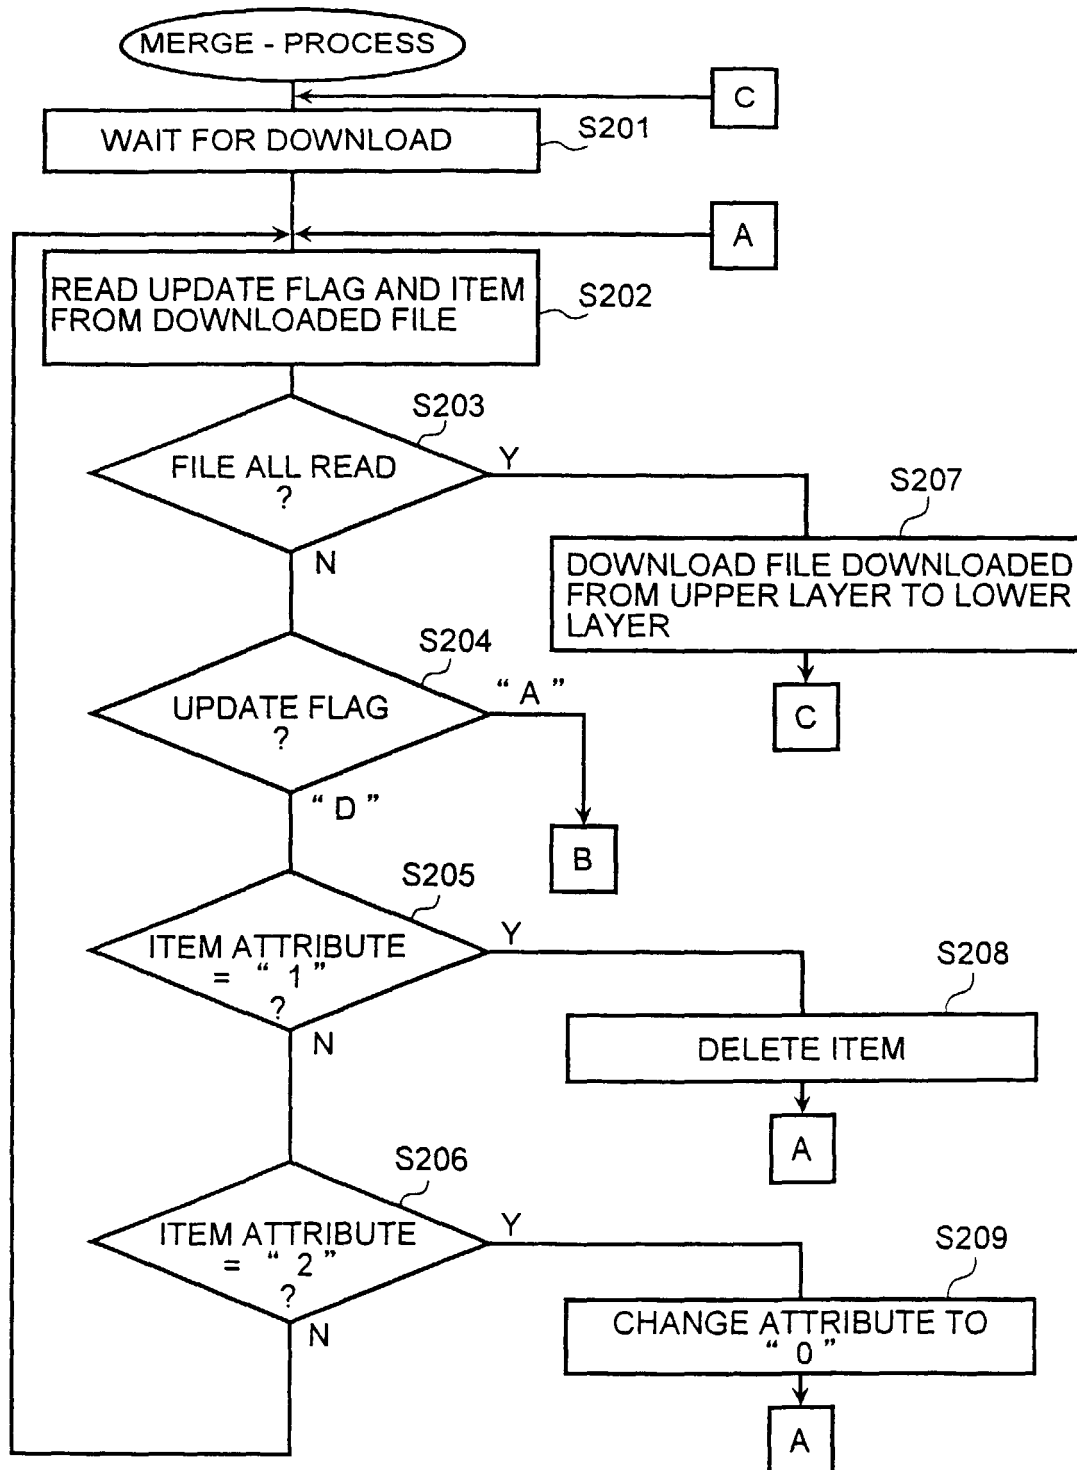 MERGE - PROCESS
C
WAIT FOR DOWNLOAD
S201
A
READ UPDATE FLAG AND ITEM
FROM DOWNLOADED FILE
S202
S203
FILE ALL READ
?
Y
N
S207
DOWNLOAD FILE DOWNLOADED
FROM UPPER LAYER TO LOWER
LAYER
C
S204
UPDATE FLAG
?
“ A ”
“ D ”
B
S205
ITEM ATTRIBUTE
= “ 1 ”
?
Y
N
S208
DELETE ITEM
A
S206
ITEM ATTRIBUTE
= “ 2 ”
?
Y
N
S209
CHANGE ATTRIBUTE TO
“ 0 ”
A